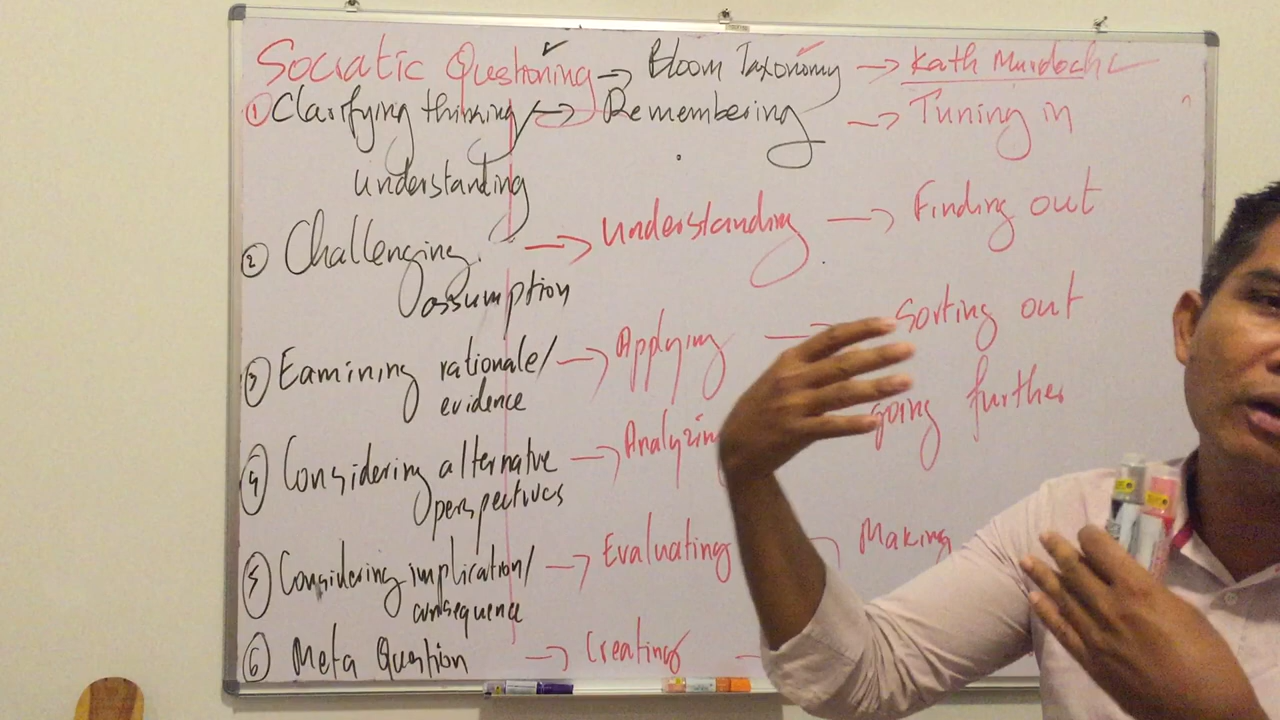 Socratic Questioning → Bloom Taxonomy → Kath Murdoch
① Clarifying thinking/ → Remembering → Tuning in
understanding
② Challenging → Understanding → Finding out
assumption
③ Eamining rationale/ → Applying → Sorting out
evidence
④ Considering alternatve → Analyzing going further
perspectives
⑤ Considering implication/ → Evaluating Making
consequence
⑥ Meta Question → Creating